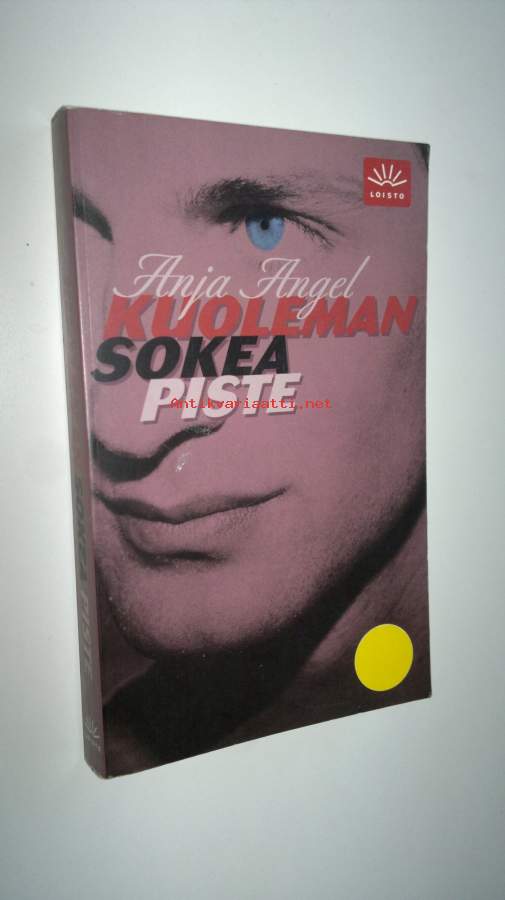 LOISTO
Anja Angel
KUOLEMAN
SOKEA
PISTE
Antikvariaatti.net
SOKEA PISTE